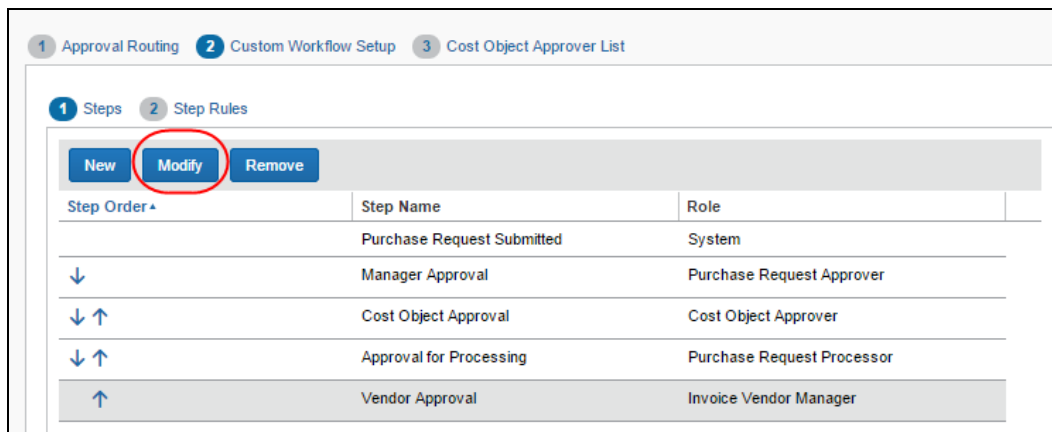 1 Approval Routing 2 Custom Workflow Setup 3 Cost Object Approver List
1 Steps 2 Step Rules
New Modify Remove
Step Order Step Name Role
Purchase Request Submitted System
Manager Approval Purchase Request Approver
Cost Object Approval Cost Object Approver
Approval for Processing Purchase Request Processor
Vendor Approval Invoice Vendor Manager